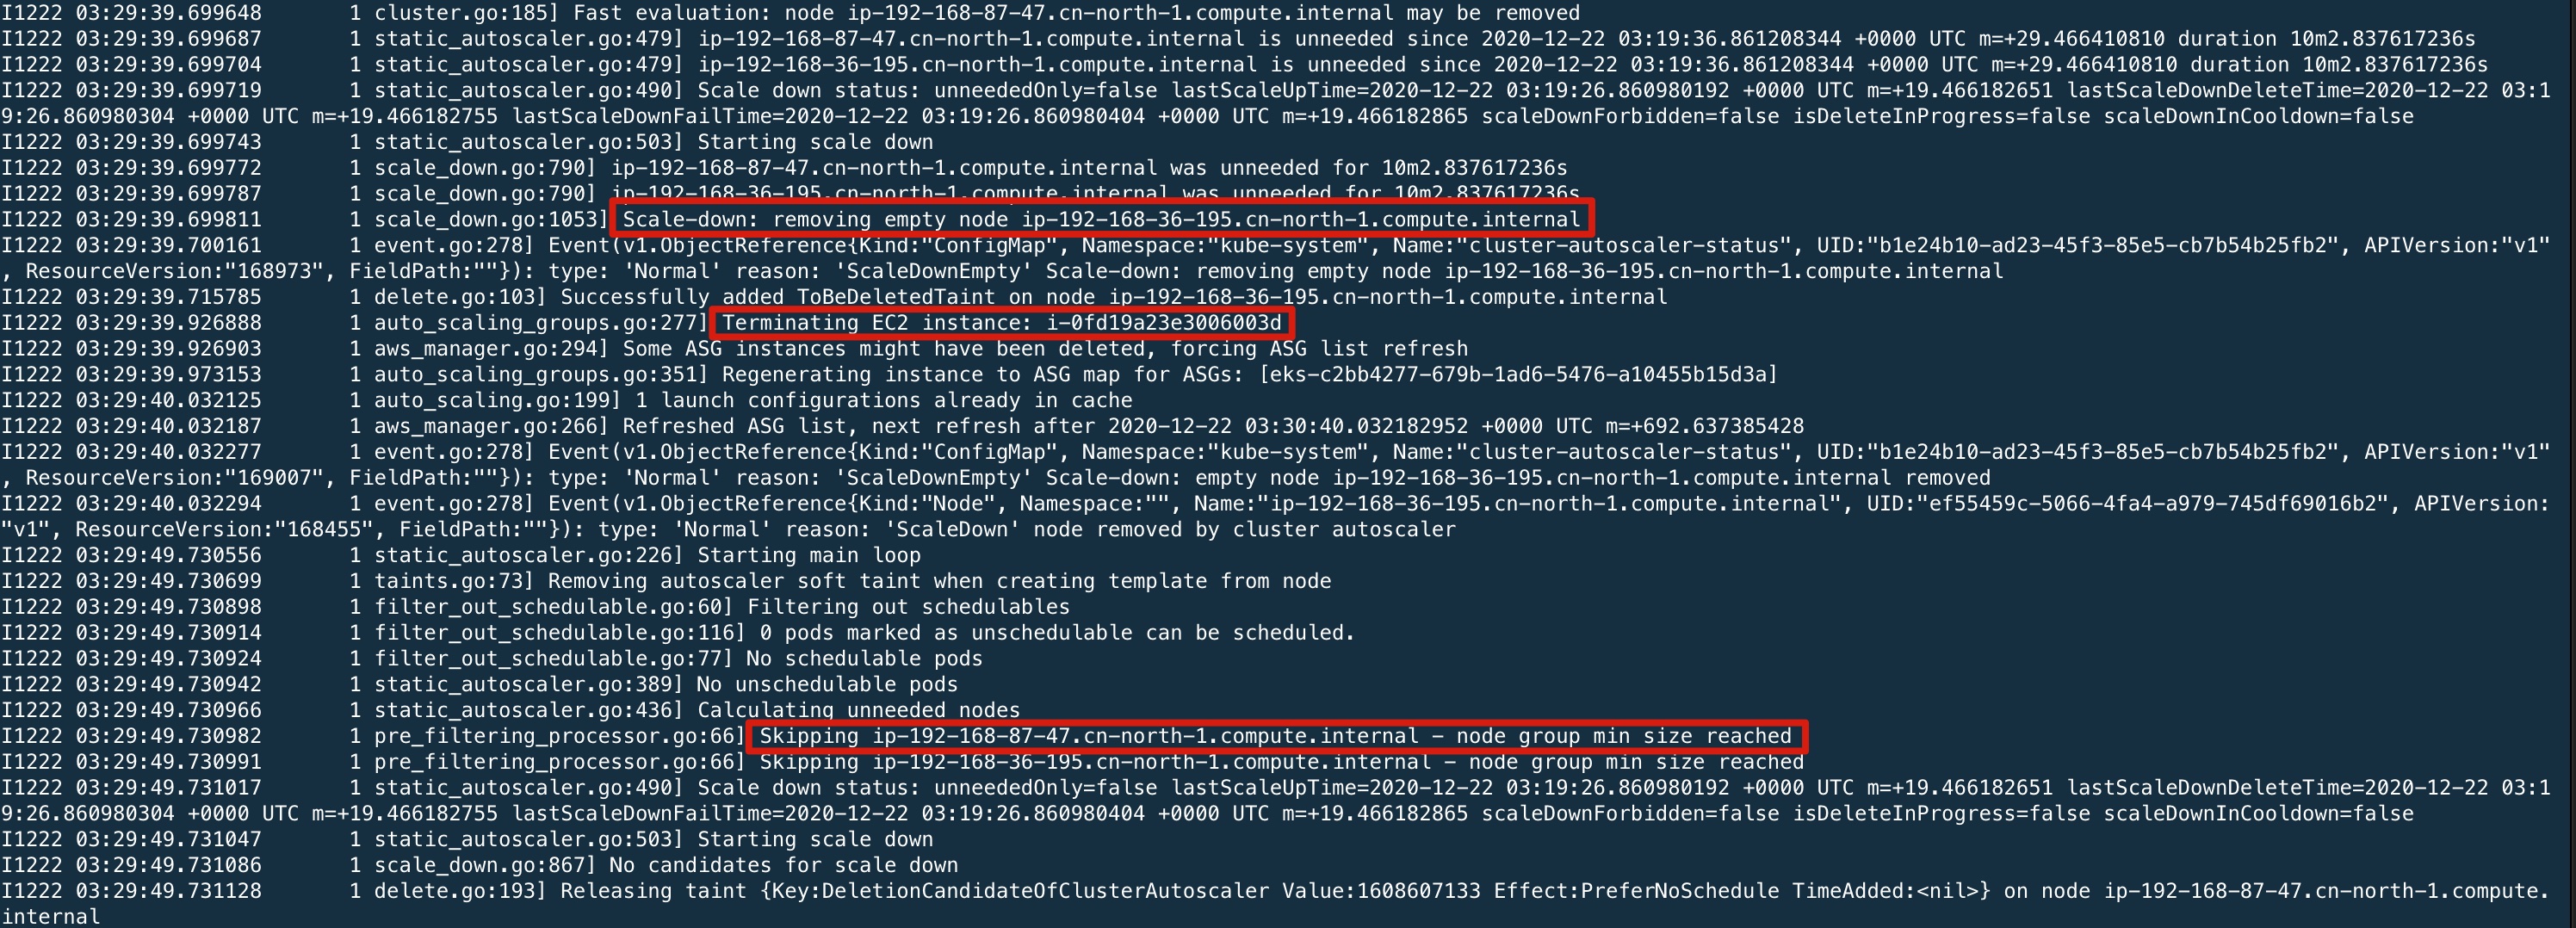 I1222 03:29:39.699648       1 cluster.go:185] Fast evaluation: node ip-192-168-87-47.cn-north-1.compute.internal may be removed
I1222 03:29:39.699687       1 static_autoscaler.go:479] ip-192-168-87-47.cn-north-1.compute.internal is unneeded since 2020-12-22 03:19:36.861208344 +0000 UTC m=+29.466410810 duration 10m2.837617236s
I1222 03:29:39.699704       1 static_autoscaler.go:479] ip-192-168-36-195.cn-north-1.compute.internal is unneeded since 2020-12-22 03:19:36.861208344 +0000 UTC m=+29.466410810 duration 10m2.837617236s
I1222 03:29:39.699719       1 static_autoscaler.go:490] Scale down status: unneededOnly=false lastScaleUpTime=2020-12-22 03:19:26.860980192 +0000 UTC m=+19.466182651 lastScaleDownDeleteTime=2020-12-22 03:1
9:26.860980304 +0000 UTC m=+19.466182755 lastScaleDownFailTime=2020-12-22 03:19:26.860980404 +0000 UTC m=+19.466182865 scaleDownForbidden=false isDeleteInProgress=false scaleDownInCooldown=false
I1222 03:29:39.699743       1 static_autoscaler.go:503] Starting scale down
I1222 03:29:39.699772       1 scale_down.go:790] ip-192-168-87-47.cn-north-1.compute.internal was unneeded for 10m2.837617236s
I1222 03:29:39.699787       1 scale_down.go:790] ip-192-168-36-195.cn-north-1.compute.internal was unneeded for 10m2.837617236s
I1222 03:29:39.699811       1 scale_down.go:1053] Scale-down: removing empty node ip-192-168-36-195.cn-north-1.compute.internal
I1222 03:29:39.700161       1 event.go:278] Event(v1.ObjectReference{Kind:"ConfigMap", Namespace:"kube-system", Name:"cluster-autoscaler-status", UID:"b1e24b10-ad23-45f3-85e5-cb7b54b25fb2", APIVersion:"v1"
, ResourceVersion:"168973", FieldPath:""}): type: 'Normal' reason: 'ScaleDownEmpty' Scale-down: removing empty node ip-192-168-36-195.cn-north-1.compute.internal
I1222 03:29:39.715785       1 delete.go:103] Successfully added ToBeDeletedTaint on node ip-192-168-36-195.cn-north-1.compute.internal
I1222 03:29:39.926888       1 auto_scaling_groups.go:277] Terminating EC2 instance: i-0fd19a23e3006003d
I1222 03:29:39.926903       1 aws_manager.go:294] Some ASG instances might have been deleted, forcing ASG list refresh
I1222 03:29:39.973153       1 auto_scaling_groups.go:351] Regenerating instance to ASG map for ASGs: [eks-c2bb4277-679b-1ad6-5476-a10455b15d3a]
I1222 03:29:40.032125       1 auto_scaling.go:199] 1 launch configurations already in cache
I1222 03:29:40.032187       1 aws_manager.go:266] Refreshed ASG list, next refresh after 2020-12-22 03:30:40.032182952 +0000 UTC m=+692.637385428
I1222 03:29:40.032277       1 event.go:278] Event(v1.ObjectReference{Kind:"ConfigMap", Namespace:"kube-system", Name:"cluster-autoscaler-status", UID:"b1e24b10-ad23-45f3-85e5-cb7b54b25fb2", APIVersion:"v1"
, ResourceVersion:"169007", FieldPath:""}): type: 'Normal' reason: 'ScaleDownEmpty' Scale-down: empty node ip-192-168-36-195.cn-north-1.compute.internal removed
I1222 03:29:40.032294       1 event.go:278] Event(v1.ObjectReference{Kind:"Node", Namespace:"", Name:"ip-192-168-36-195.cn-north-1.compute.internal", UID:"ef55459c-5066-4fa4-a979-745df69016b2", APIVersion:
"v1", ResourceVersion:"168455", FieldPath:""}): type: 'Normal' reason: 'ScaleDown' node removed by cluster autoscaler
I1222 03:29:49.730556       1 static_autoscaler.go:226] Starting main loop
I1222 03:29:49.730699       1 taints.go:73] Removing autoscaler soft taint when creating template from node
I1222 03:29:49.730898       1 filter_out_schedulable.go:60] Filtering out schedulables
I1222 03:29:49.730914       1 filter_out_schedulable.go:116] 0 pods marked as unschedulable can be scheduled.
I1222 03:29:49.730924       1 filter_out_schedulable.go:77] No schedulable pods
I1222 03:29:49.730942       1 static_autoscaler.go:389] No unschedulable pods
I1222 03:29:49.730966       1 static_autoscaler.go:436] Calculating unneeded nodes
I1222 03:29:49.730982       1 pre_filtering_processor.go:66] Skipping ip-192-168-87-47.cn-north-1.compute.internal - node group min size reached
I1222 03:29:49.730991       1 pre_filtering_processor.go:66] Skipping ip-192-168-36-195.cn-north-1.compute.internal - node group min size reached
I1222 03:29:49.731017       1 static_autoscaler.go:490] Scale down status: unneededOnly=false lastScaleUpTime=2020-12-22 03:19:26.860980192 +0000 UTC m=+19.466182651 lastScaleDownDeleteTime=2020-12-22 03:1
9:26.860980304 +0000 UTC m=+19.466182755 lastScaleDownFailTime=2020-12-22 03:19:26.860980404 +0000 UTC m=+19.466182865 scaleDownForbidden=false isDeleteInProgress=false scaleDownInCooldown=false
I1222 03:29:49.731047       1 static_autoscaler.go:503] Starting scale down
I1222 03:29:49.731086       1 scale_down.go:867] No candidates for scale down
I1222 03:29:49.731128       1 delete.go:193] Releasing taint {Key:DeletionCandidateOfClusterAutoscaler Value:1608607133 Effect:PreferNoSchedule TimeAdded:<nil>} on node ip-192-168-87-47.cn-north-1.compute.
internal